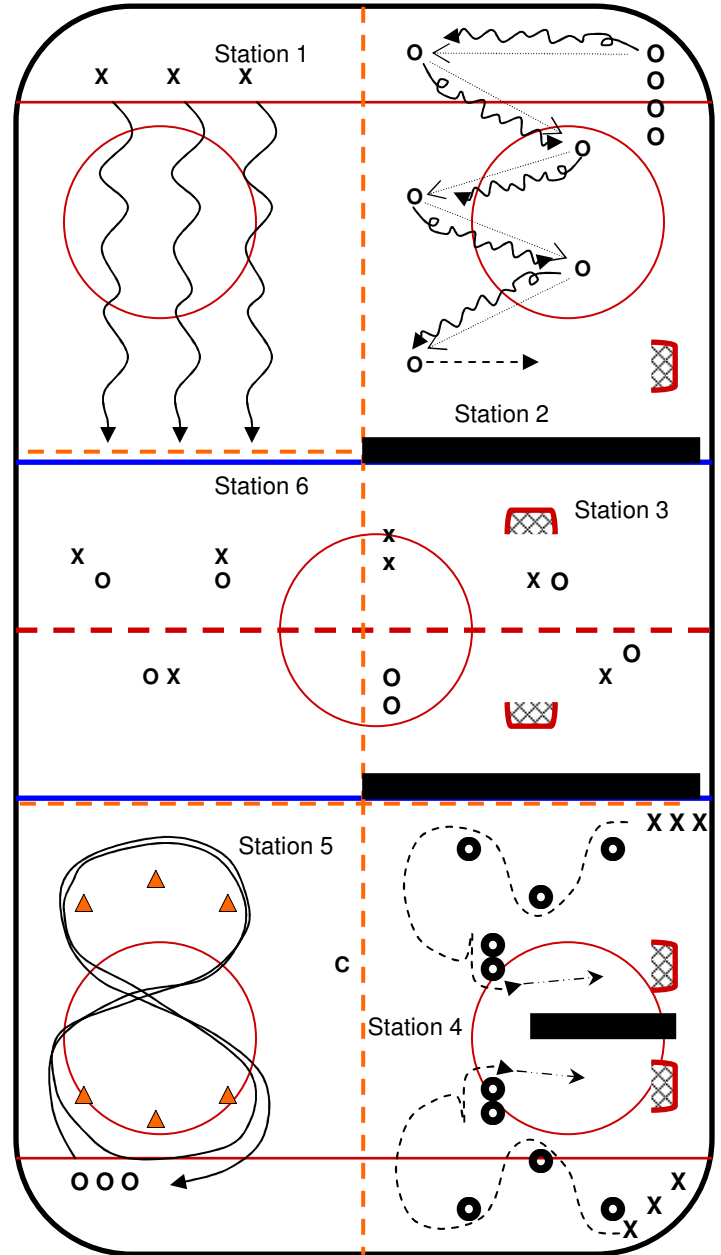 Station 1
X X X
O O
O
O
O
O
O
O
O
Station 2
Station 6
X X
O O
O X
Station 3
X
X
X O
O
X
O
O
X X X
Station 5
C
Station 4
O O O
X
X
X